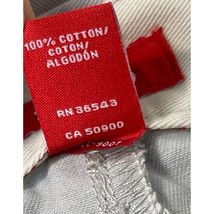 100% COTTON/
COTON/
ALGODÓN
RN 36543
CA 50900